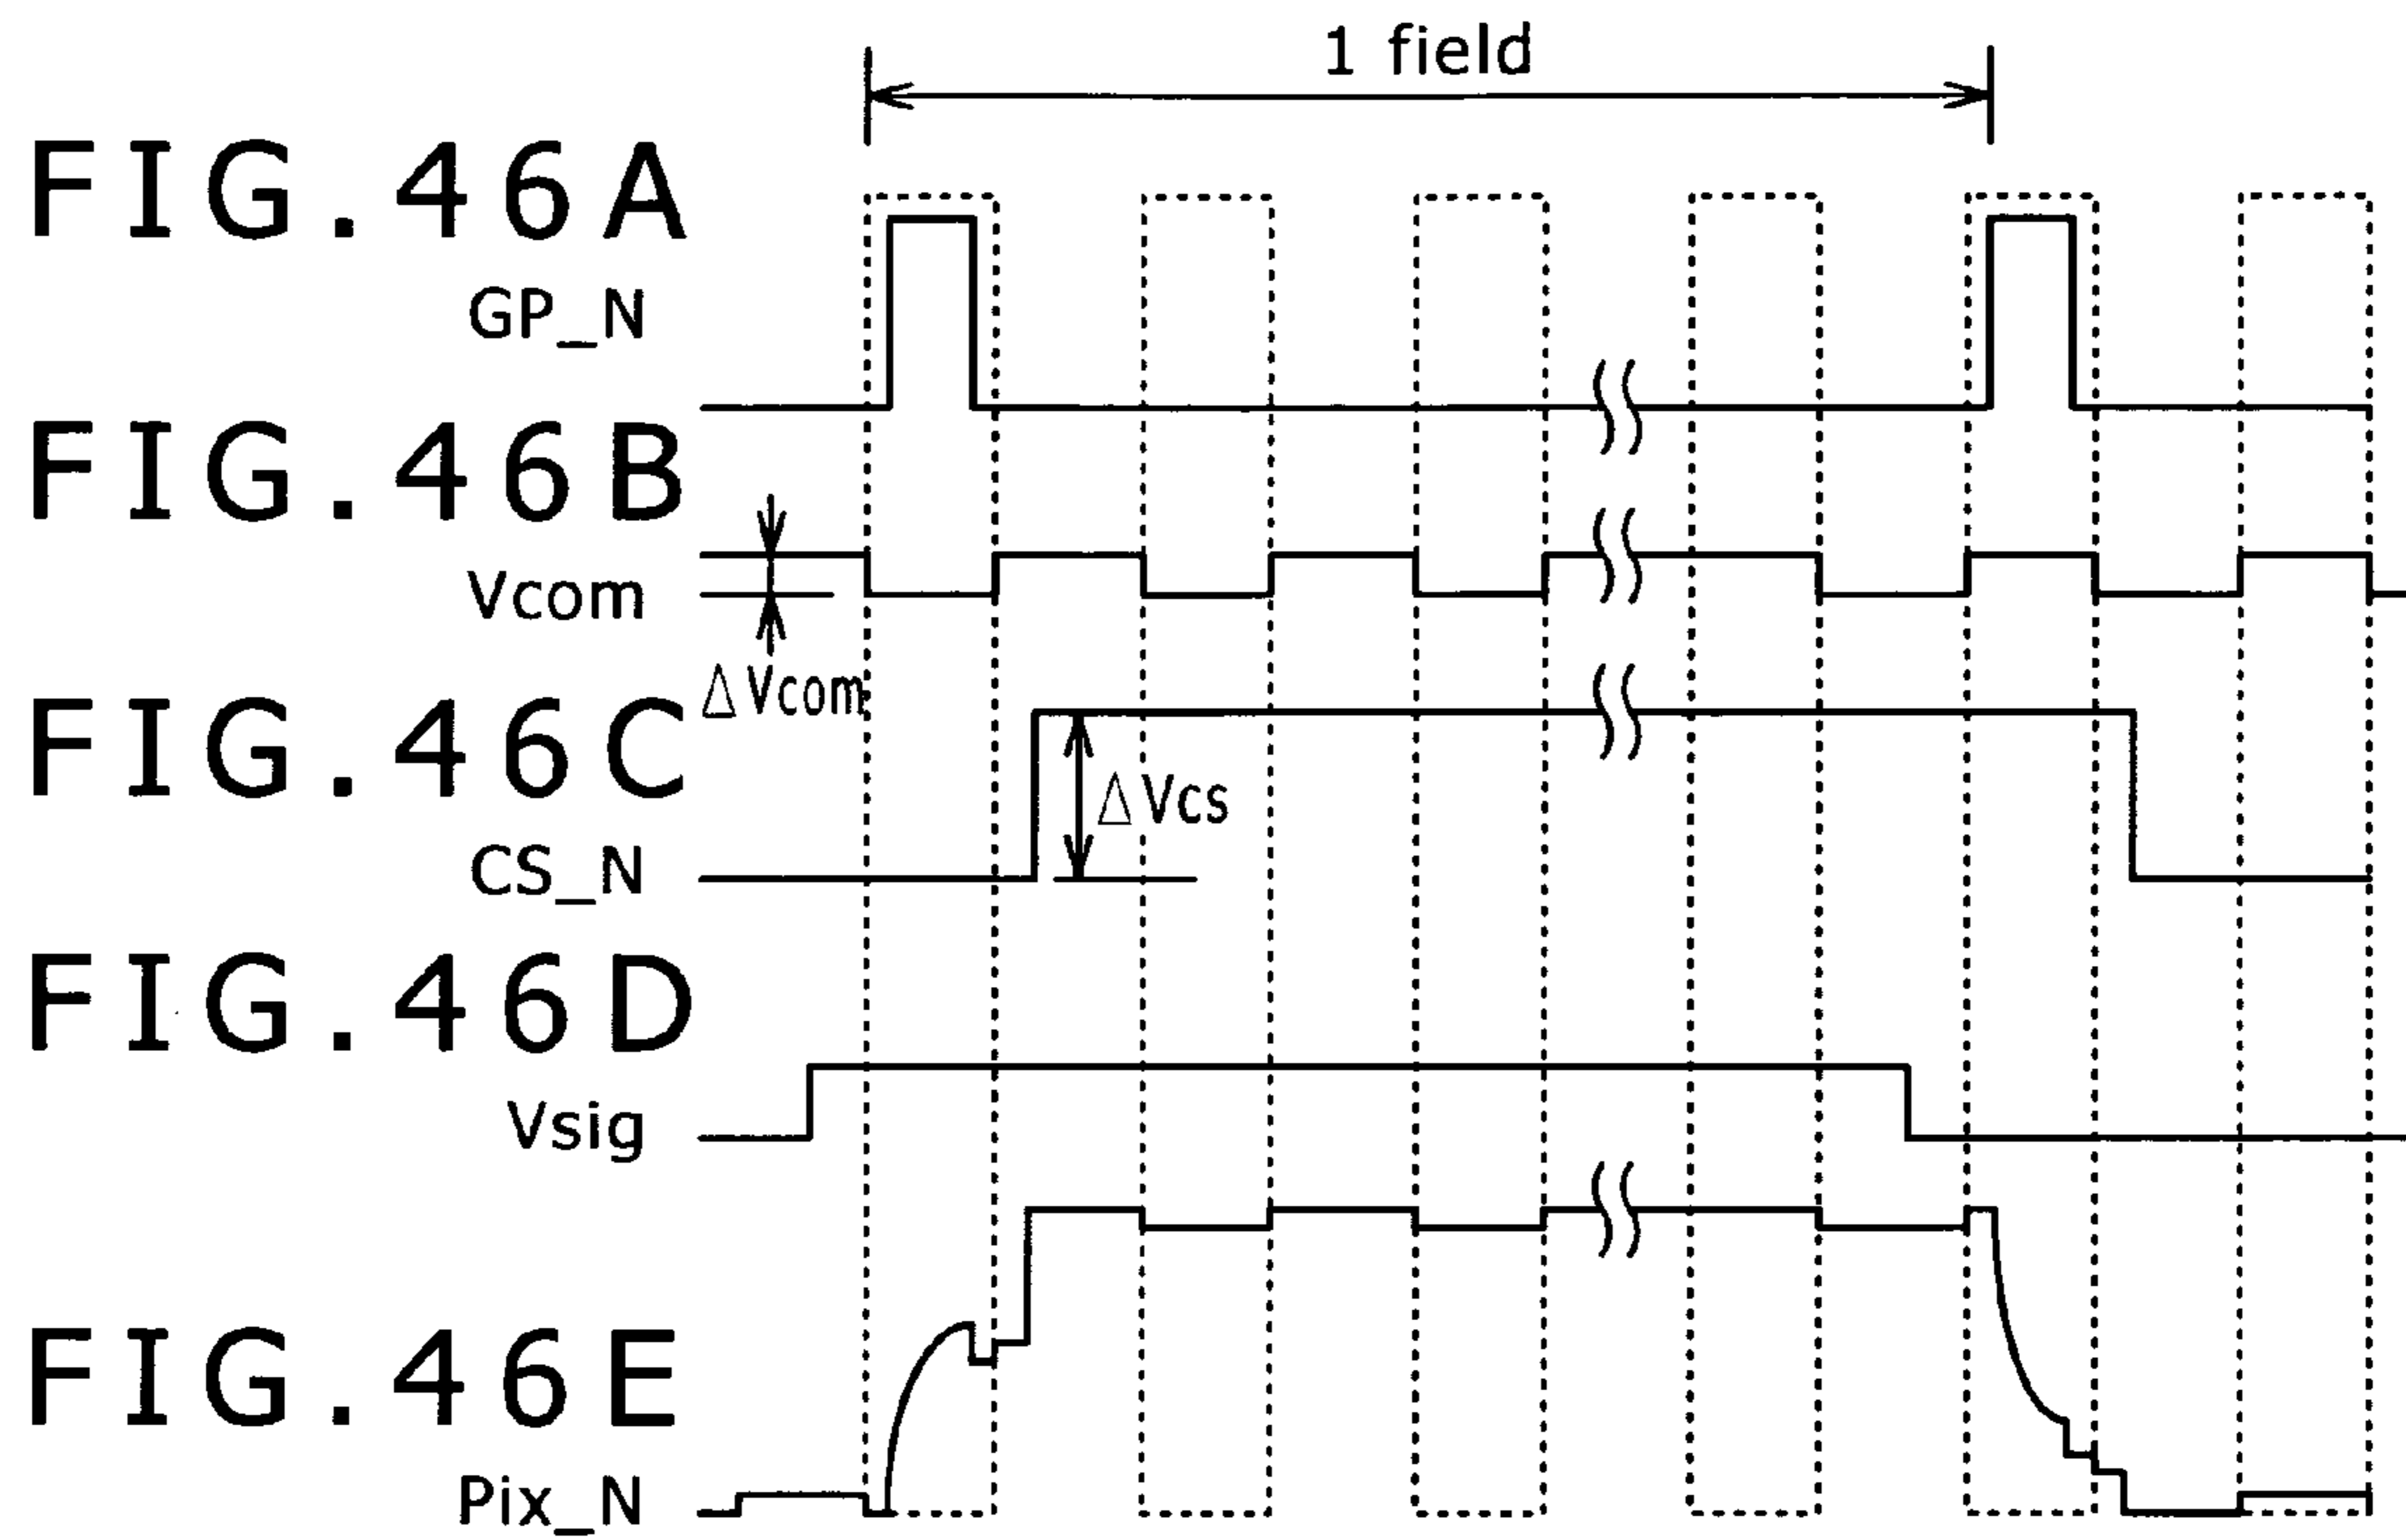 1 field
FIG.46A
GP_N
FIG.46B
Vcom
ΔVcom
FIG.46C
ΔVcs
CS_N
FIG.46D
Vsig
FIG.46E
Pix_N